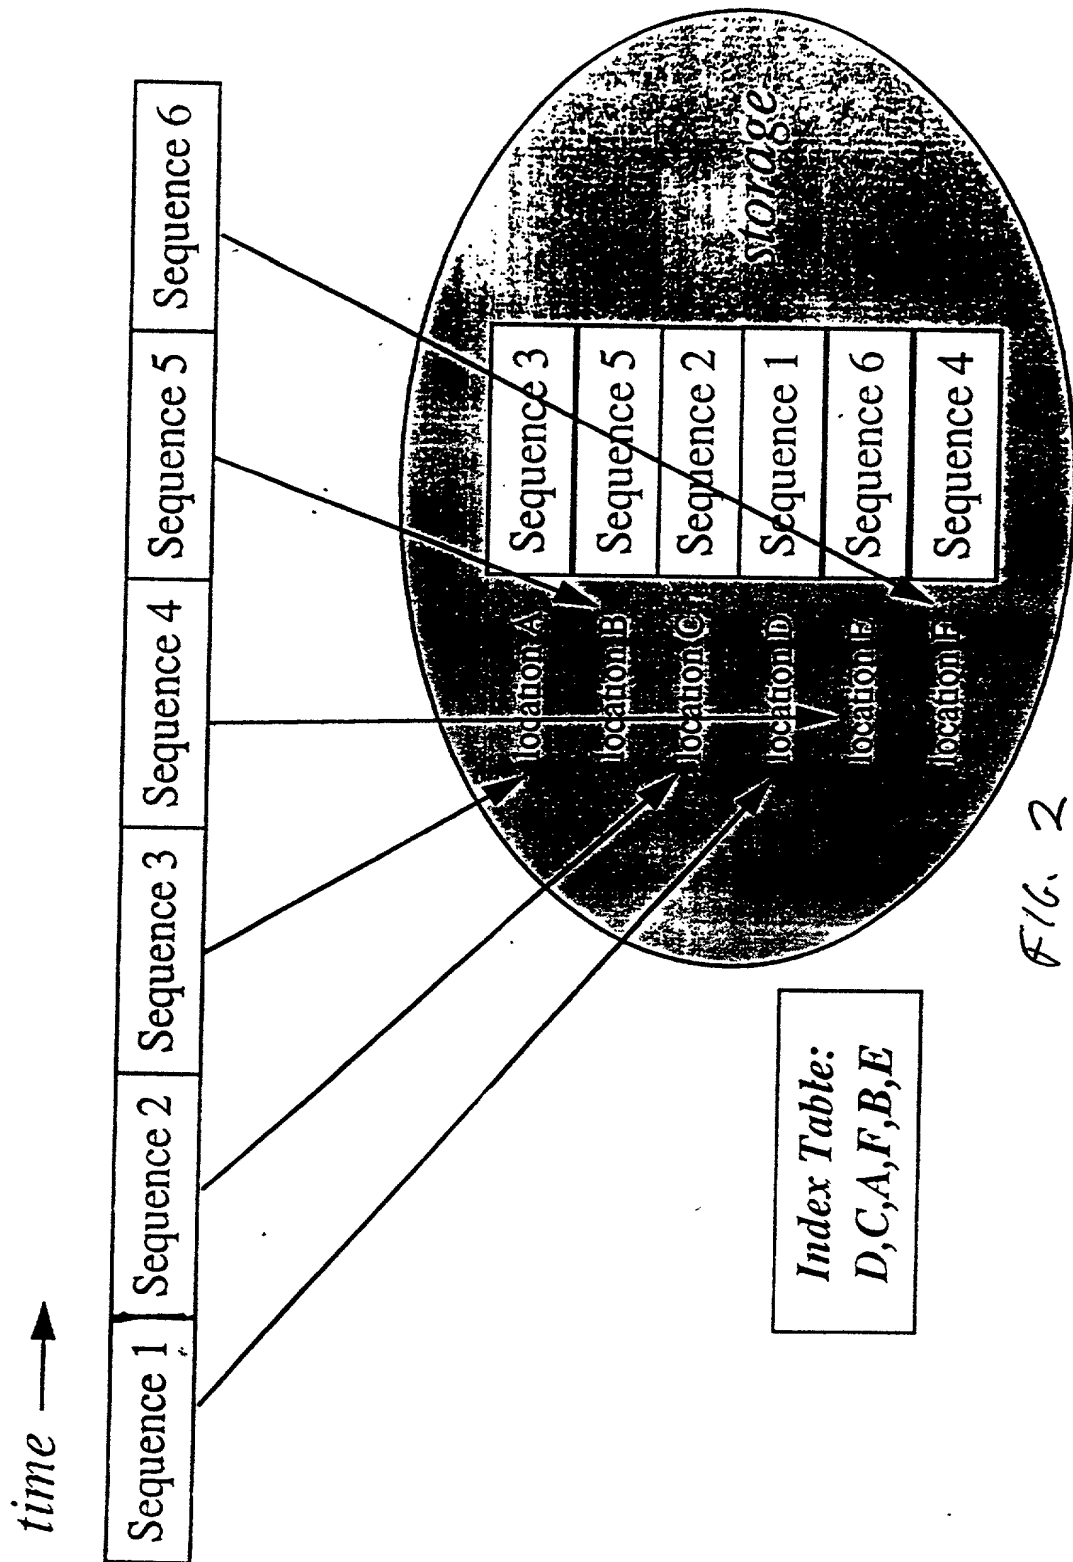 time
Sequence 1 Sequence 2 Sequence 3 Sequence 4 Sequence 5 Sequence 6
location A Sequence 3
location B Sequence 5
location C Sequence 2
location D Sequence 1
location E Sequence 6
location F Sequence 4
storage
Index Table:
D,C,A,F,B,E
FIG. 2